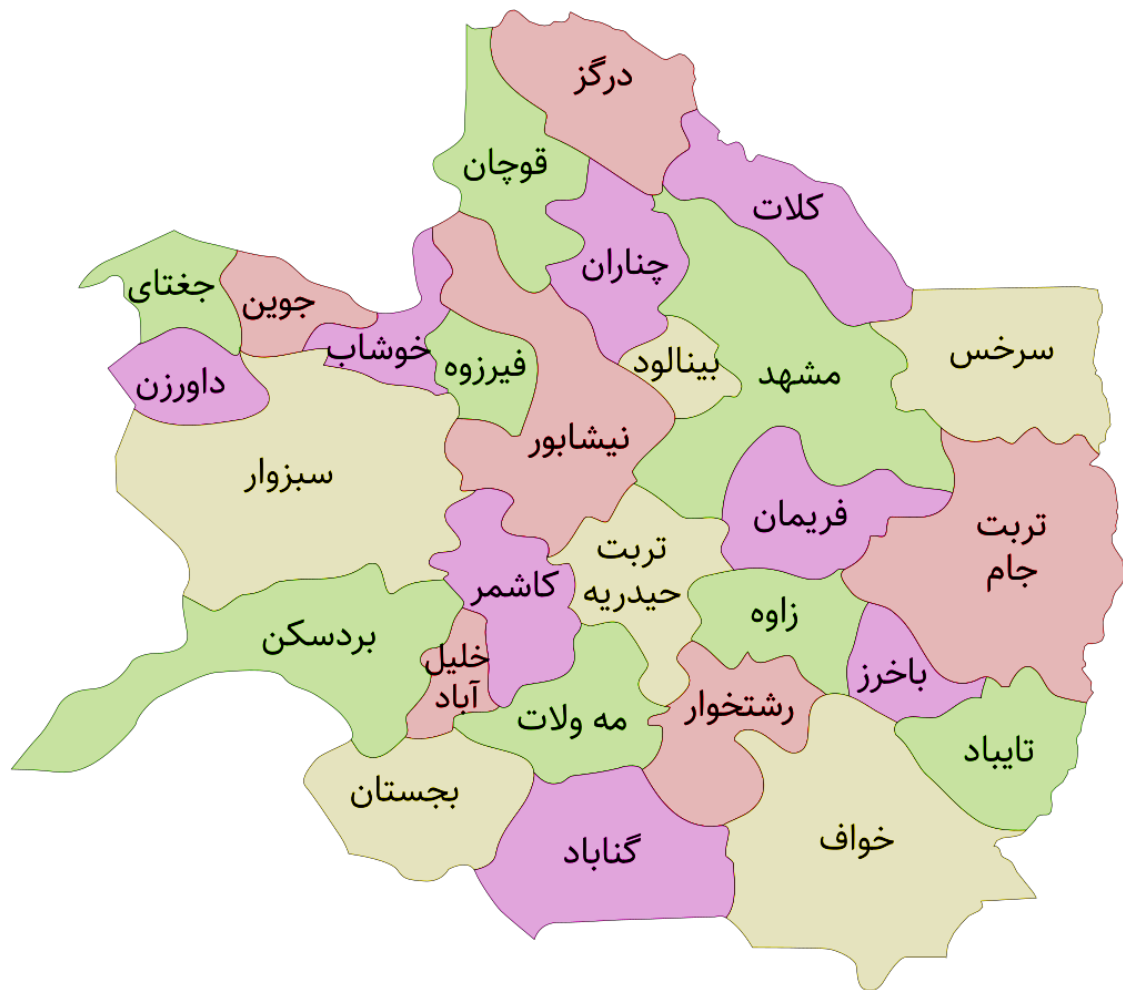 درگز
قوچان
کلات
چناران
جغتای
جوین
خوشاب
فیرزوه
بینالود
مشهد
سرخس
داورزن
نیشابور
سبزوار
فریمان
تربت
جام
تربت
حیدریه
کاشمر
زاوه
بردسکن
خلیل
آباد
باخرز
رشتخوار
مه ولات
تایباد
بجستان
گناباد
خواف